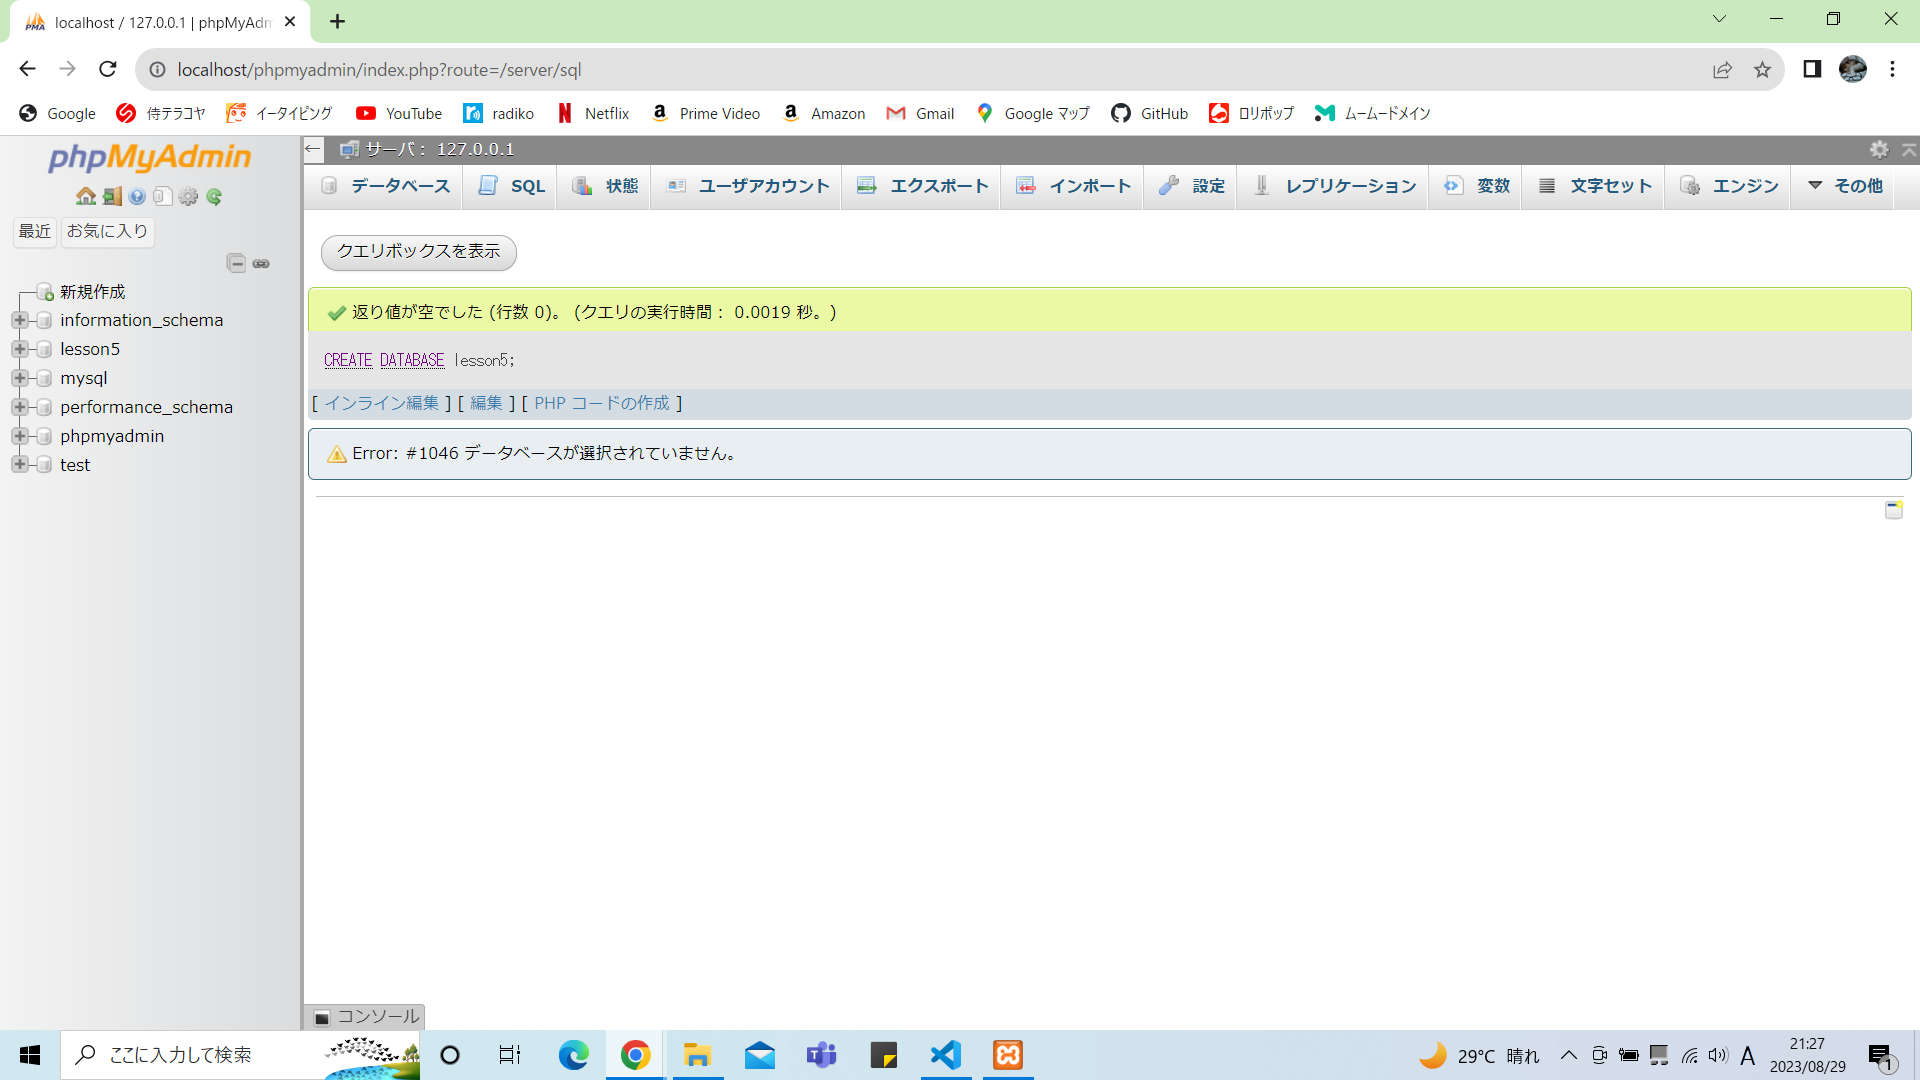 localhost / 127.0.0.1 | phpMyAdm
localhost/phpmyadmin/index.php?route=/server/sql
Google 侍テラコヤ イータイピング YouTube radiko Netflix Prime Video Amazon Gmail Google マップ GitHub ロリポップ ムームードメイン
phpMyAdmin
最近 お気に入り
新規作成
information_schema
lesson5
mysql
performance_schema
phpmyadmin
test
サーバ： 127.0.0.1
データベース SQL 状態 ユーザアカウント エクスポート インポート 設定 レプリケーション 変数 文字セット エンジン その他
クエリボックスを表示
返り値が空でした (行数 0)。 (クエリの実行時間： 0.0019 秒。)
CREATE DATABASE lesson5;
[ インライン編集 ] [ 編集 ] [ PHP コードの作成 ]
Error: #1046 データベースが選択されていません。
コンソール
ここに入力して検索
29°C 晴れ
A
21:27
2023/08/29
1